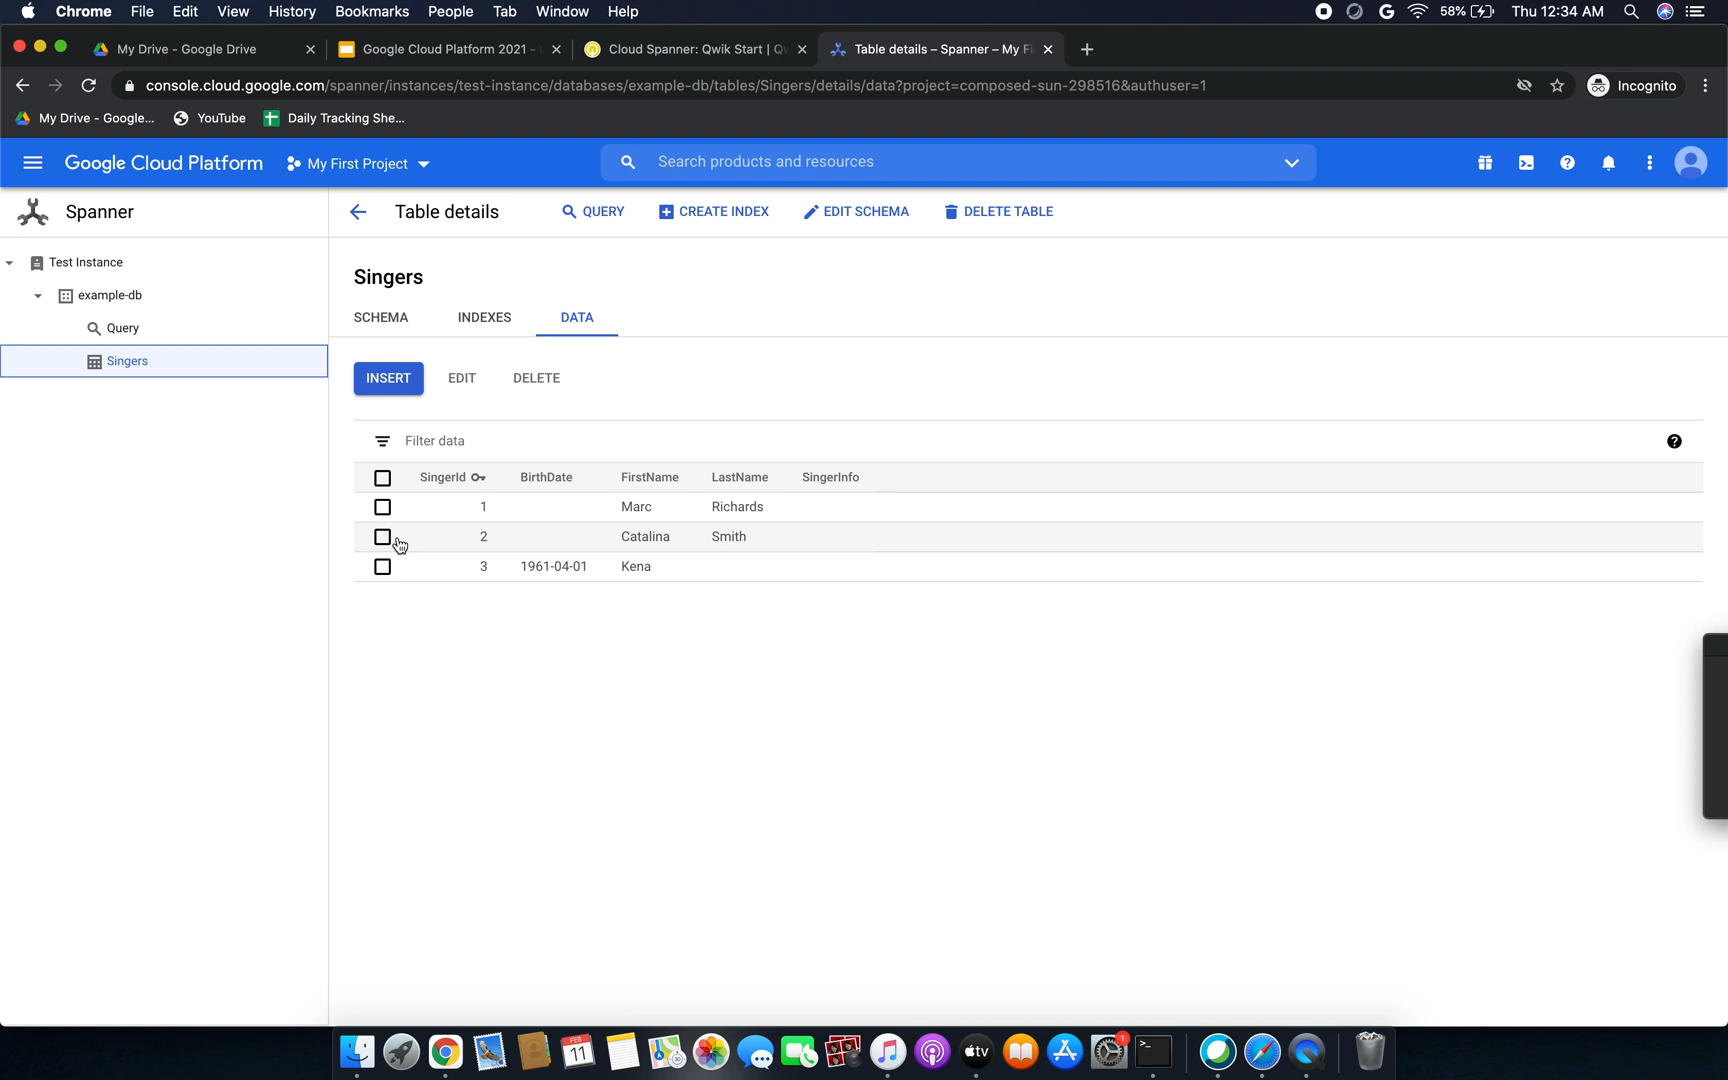 Chrome File Edit View History Bookmarks People Tab Window Help 58% Thu 12:34 AM
My Drive - Google Drive Google Cloud Platform 2021 - Cloud Spanner: Qwik Start | Qw Table details – Spanner – My Fi
console.cloud.google.com/spanner/instances/test-instance/databases/example-db/tables/Singers/details/data?project=composed-sun-298516&authuser=1 Incognito
My Drive - Google... YouTube Daily Tracking She...
Google Cloud Platform My First Project Search products and resources
Spanner Table details QUERY CREATE INDEX EDIT SCHEMA DELETE TABLE
Test Instance
example-db
Query
Singers
Singers
SCHEMA INDEXES DATA
INSERT EDIT DELETE
Filter data
SingerId BirthDate FirstName LastName SingerInfo
1 Marc Richards
2 Catalina Smith
3 1961-04-01 Kena
FEB
11
tv
1